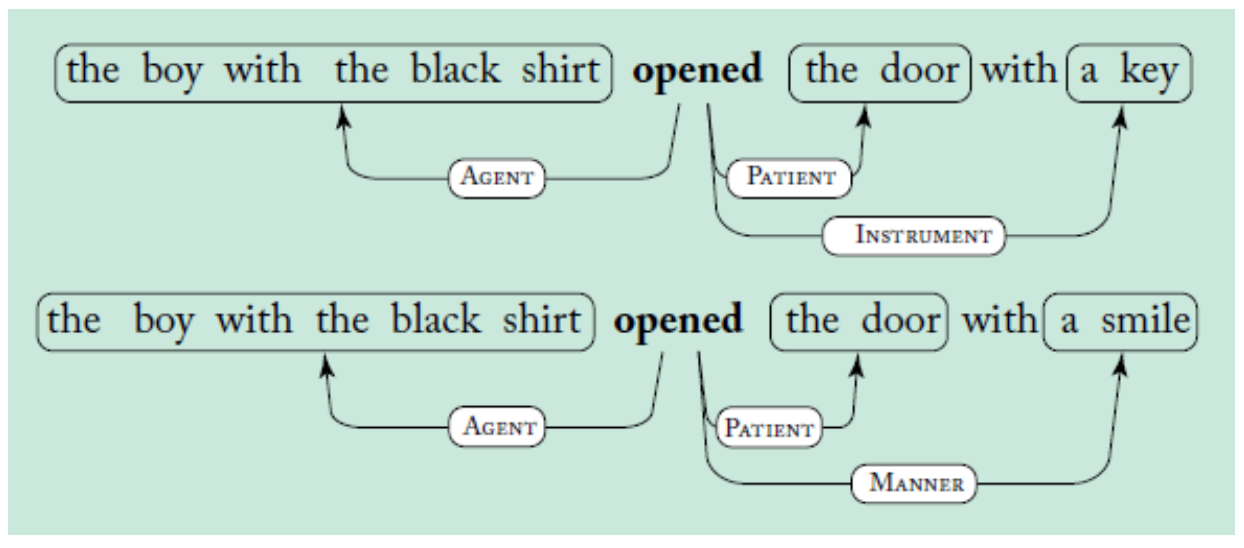 the boy with the black shirt opened the door with a key
AGENT PATIENT
INSTRUMENT
the boy with the black shirt opened the door with a smile
AGENT PATIENT
MANNER